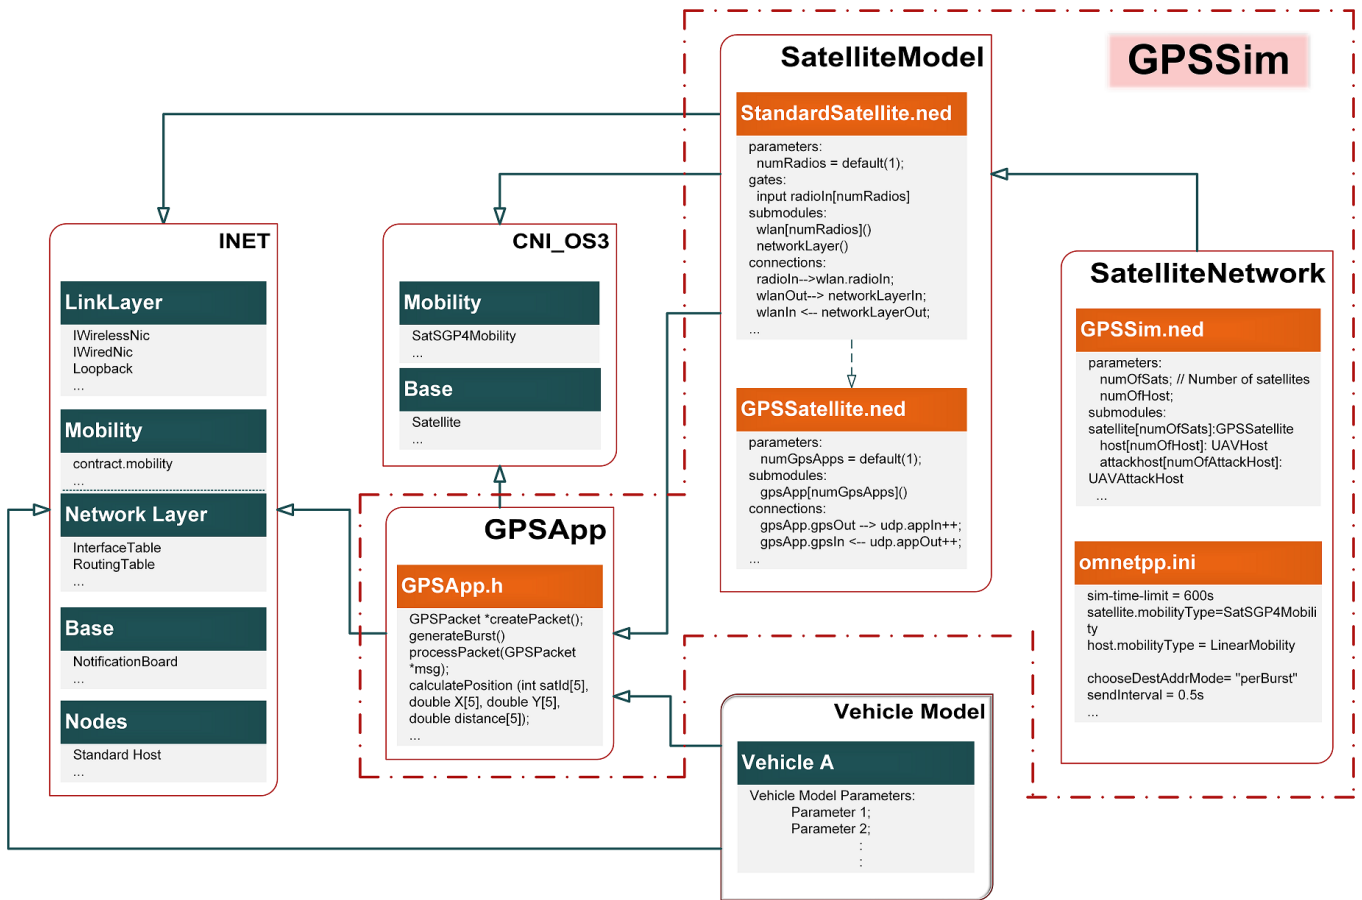 GPSSim
SatelliteModel
StandardSatellite.ned
parameters:
numRadios = default(1);
gates:
input radioIn[numRadios]
submodules:
wlan[numRadios]()
networkLayer()
connections:
radioIn-->wlan.radioIn;
wlanOut--> networkLayerIn;
wlanIn <-- networkLayerOut;
...
GPSSatellite.ned
parameters:
numGpsApps = default(1);
submodules:
gpsApp[numGpsApps]()
connections:
gpsApp.gpsOut --> udp.appIn++;
gpsApp.gpsIn <-- udp.appOut++;
...
INET
LinkLayer
IWirelessNic
IWiredNic
Loopback
...
Mobility
contract.mobility
...
Network Layer
InterfaceTable
RoutingTable
...
Base
NotificationBoard
...
Nodes
Standard Host
...
CNI_OS3
Mobility
SatSGP4Mobility
...
Base
Satellite
...
GPSApp
GPSApp.h
GPSPacket *createPacket();
generateBurst()
processPacket(GPSPacket
*msg);
calculatePosition (int satId[5],
double X[5], double Y[5],
double distance[5]);
...
SatelliteNetwork
GPSSim.ned
parameters:
numOfSats; // Number of satellites
numOfHost;
submodules:
satellite[numOfSats]:GPSSatellite
host[numOfHost]: UAVHost
attackhost[numOfAttackHost]:
UAVAttackHost
...
omnetpp.ini
sim-time-limit = 600s
satellite.mobilityType=SatSGP4Mobili
ty
host.mobilityType = LinearMobility
chooseDestAddrMode= "perBurst"
sendInterval = 0.5s
...
Vehicle Model
Vehicle A
Vehicle Model Parameters:
Parameter 1;
Parameter 2;
:
: